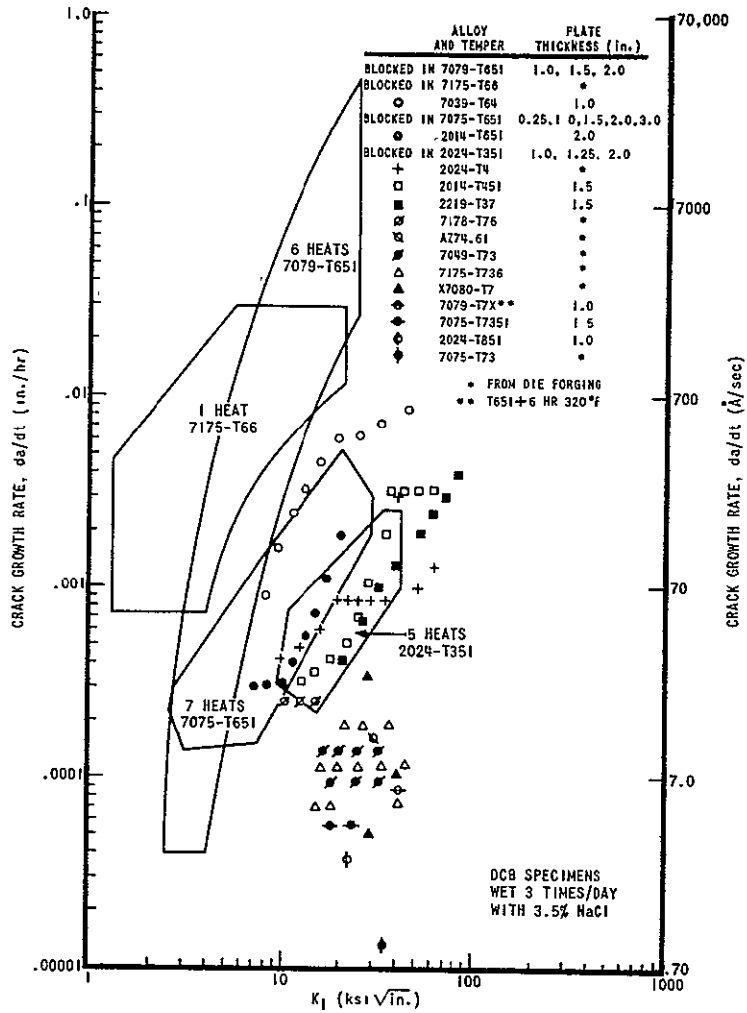 ALLOY AND TEMPER
PLATE THICKNESS (in.)
BLOCKED IN 7079-T651 1.0, 1.5, 2.0
BLOCKED IN 7175-T66 *
7039-T64 1.0
BLOCKED IN 7075-T651 0.25,1 0,1.5,2.0,3.0
2014-T651 2.0
BLOCKED IN 2024-T351 1.0, 1.25, 2.0
2024-T4 *
2014-T451 1.5
2219-T37 1.5
7178-T76 *
AZ74.61 *
7049-T73 *
7175-T736 *
X7080-T7 *
7079-T7X** 1.0
7075-T7351 1 5
2024-T851 1.0
7075-T73 *
* FROM DIE FORGING
** T651+6 HR 320°F
6 HEATS
7079-T651
1 HEAT
7175-T66
5 HEATS
2024-T351
7 HEATS
7075-T651
DCB SPECIMENS
WET 3 TIMES/DAY
WITH 3.5% NaCl
CRACK GROWTH RATE, da/dt (in./hr)
1.0
.1
.01
.001
.0001
.00001
CRACK GROWTH RATE, da/dt (Å/sec)
70,000
7000
700
70
7.0
.70
1 10 100 1000
K₁ (ksi√in.)